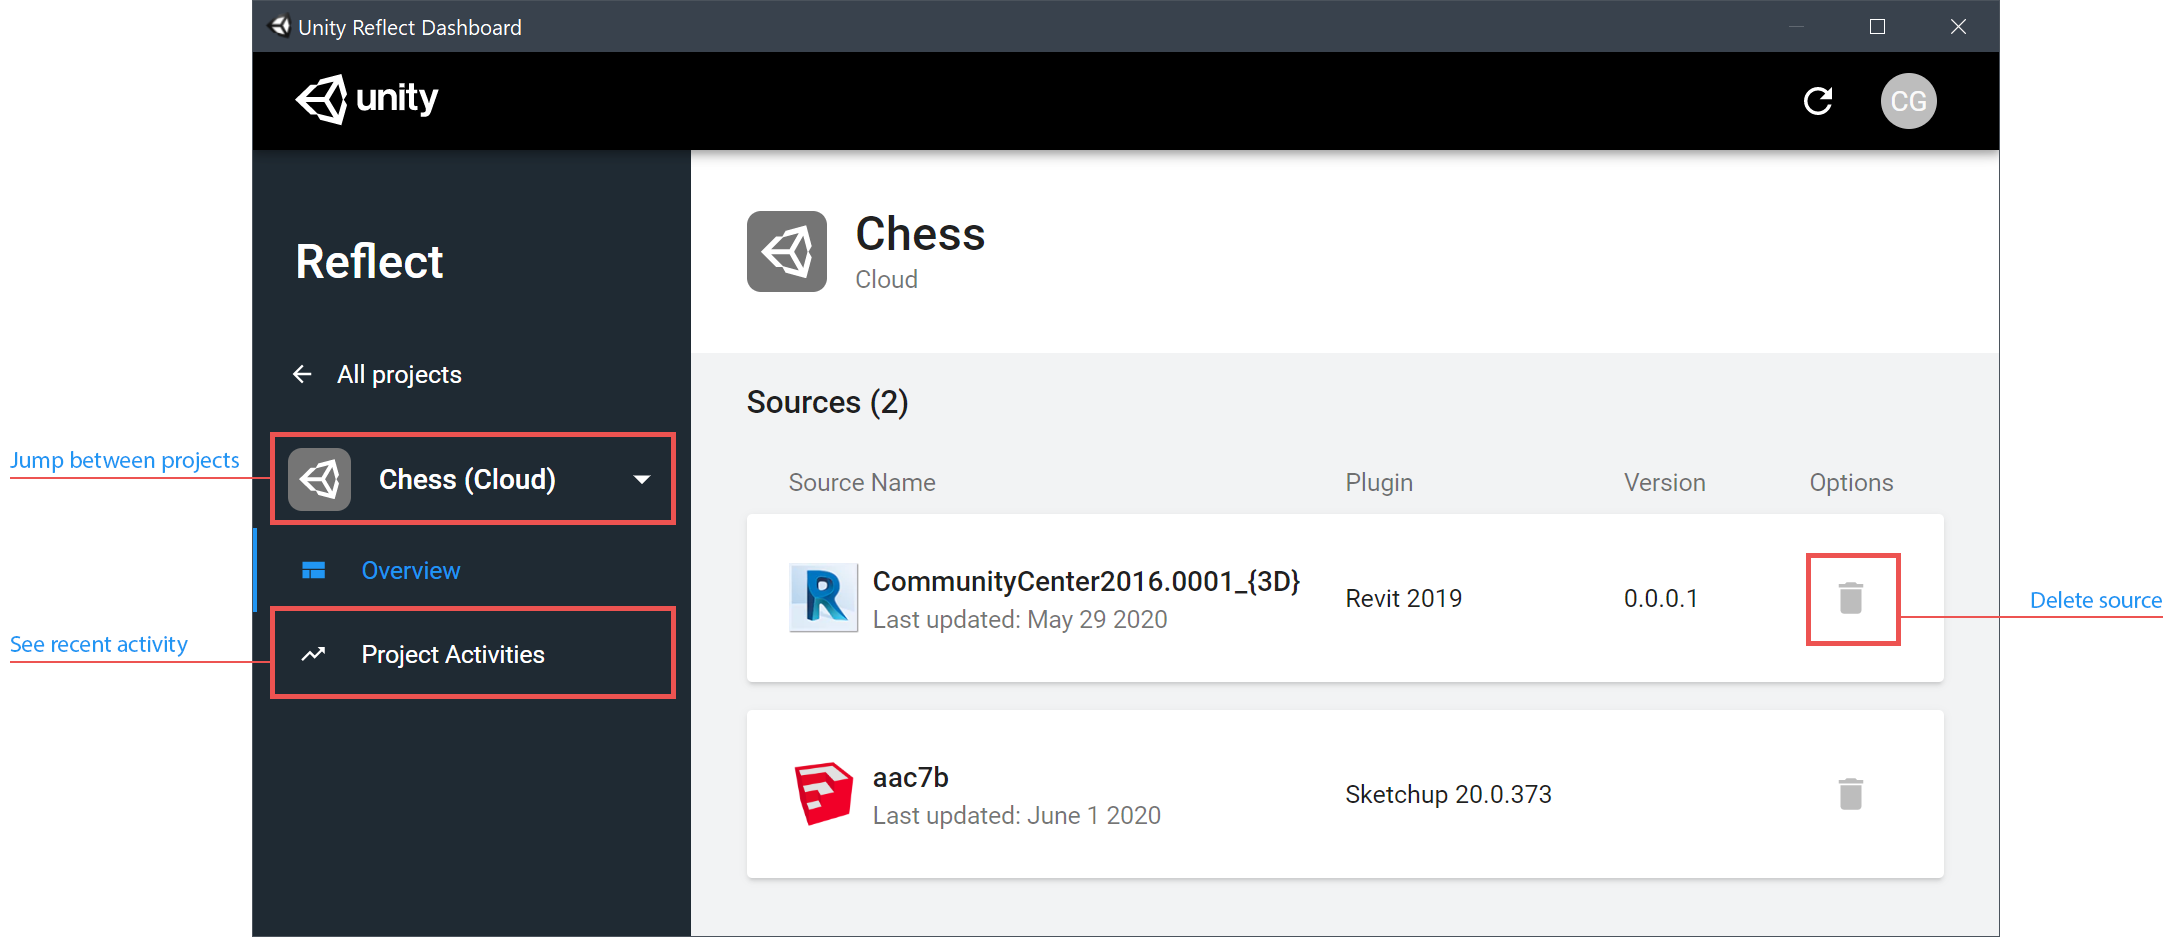 Unity Reflect Dashboard
unity
CG
Reflect
All projects
Jump between projects
Chess (Cloud)
Overview
See recent activity
Project Activities
Chess
Cloud
Sources (2)
Source Name Plugin Version Options
CommunityCenter2016.0001_{3D}
Last updated: May 29 2020
Revit 2019
0.0.0.1
R
Delete source
aac7b
Last updated: June 1 2020
Sketchup 20.0.373